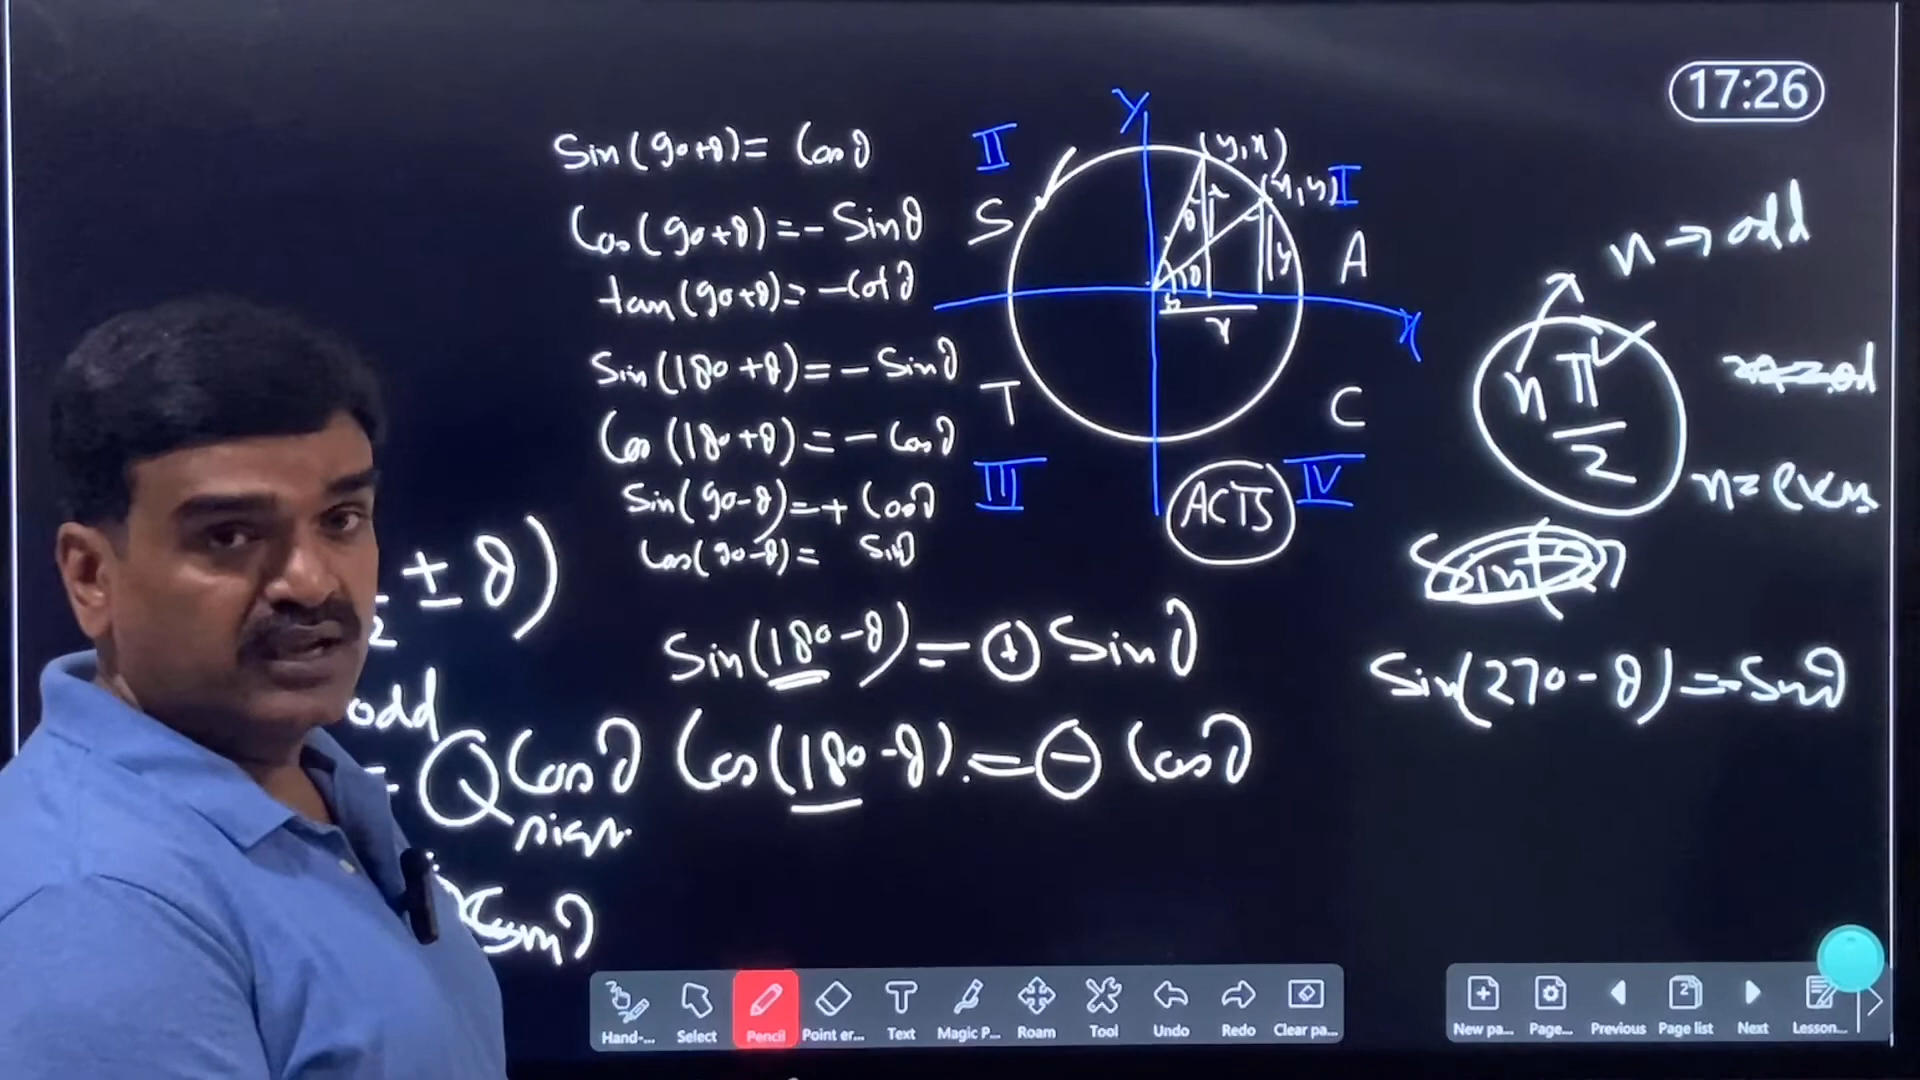 17:26
Sin(90+θ) = Cosθ
Cos(90+θ) = - Sinθ
tan(90+θ) = - Cotθ
Sin(180+θ) = - Sinθ
Cos(180+θ) = - Cosθ
Sin(90-θ) = + Cosθ
Cos(90-θ) = Sinθ
Sin(180-θ) = + Sinθ
Cos(180-θ) = - Cosθ
± θ)
2
odd
= Cosθ
sign
Y
II
(y,x)
(x,y)
I
S
A
x
θ
θ
y
y
x
X
T
C
III
ACTS
IV
n → odd
n π/2
n = even
Sin(270-θ) = -Sinθ
Hand-...
Select
Pencil
Point er...
Text
Magic P...
Roam
Tool
Undo
Redo
Clear pa...
New pa...
Page...
Previous
2
Page list
Next
Lesson...